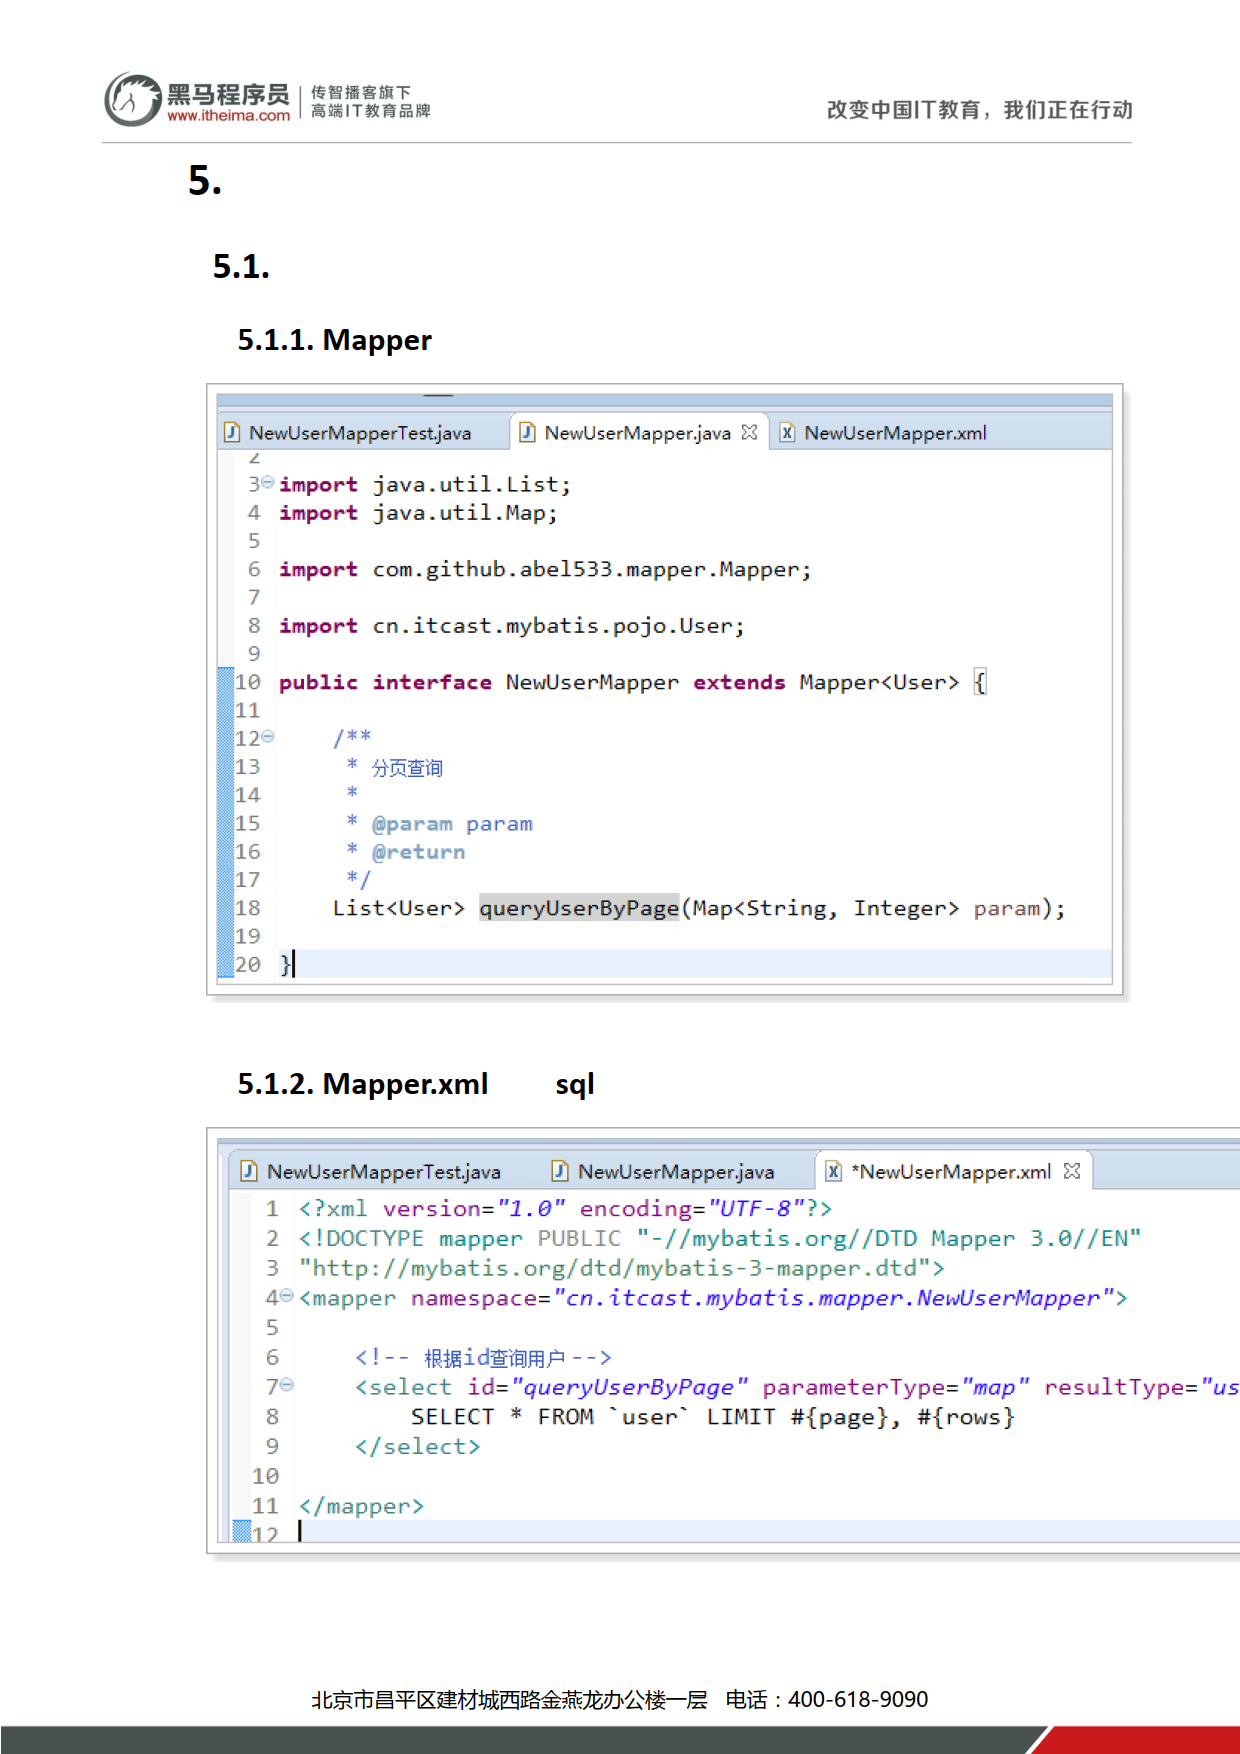 黑马程序员
www.itheima.com
传智播客旗下
高端IT教育品牌
改变中国IT教育，我们正在行动
5.
5.1.
5.1.1. Mapper
NewUserMapperTest.java NewUserMapper.java NewUserMapper.xml
2
3 import java.util.List;
4 import java.util.Map;
5
6 import com.github.abel533.mapper.Mapper;
7
8 import cn.itcast.mybatis.pojo.User;
9
10 public interface NewUserMapper extends Mapper<User> {
11
12 /**
13 * 分页查询
14 *
15 * @param param
16 * @return
17 */
18 List<User> queryUserByPage(Map<String, Integer> param);
19
20 }
5.1.2. Mapper.xml sql
NewUserMapperTest.java NewUserMapper.java *NewUserMapper.xml
1 <?xml version="1.0" encoding="UTF-8"?>
2 <!DOCTYPE mapper PUBLIC "-//mybatis.org//DTD Mapper 3.0//EN"
3 "http://mybatis.org/dtd/mybatis-3-mapper.dtd">
4 <mapper namespace="cn.itcast.mybatis.mapper.NewUserMapper">
5
6 <!-- 根据id查询用户 -->
7 <select id="queryUserByPage" parameterType="map" resultType="us
8 SELECT * FROM `user` LIMIT #{page}, #{rows}
9 </select>
10
11 </mapper>
12
北京市昌平区建材城西路金燕龙办公楼一层 电话：400-618-9090